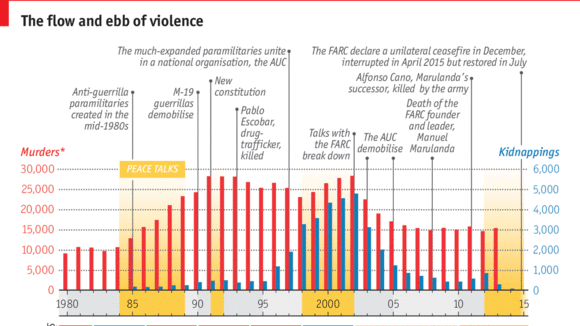 The flow and ebb of violence
The much-expanded paramilitaries unite
in a national organisation, the AUC
The FARC declare a unilateral ceasefire in December,
interrupted in April 2015 but restored in July
Anti-guerrilla
paramilitaries
created in the
mid-1980s
M-19
guerrillas
demobilise
New
constitution
Pablo
Escobar,
drug-
trafficker,
killed
Talks with
the FARC
break down
The AUC
demobilise
Alfonso Cano, Marulanda's
successor, killed by the army
Death of the
FARC founder
and leader,
Manuel
Marulanda
Murders*
Kidnappings
PEACE TALKS
30,000
25,000
20,000
15,000
10,000
5,000
0
6,000
5,000
4,000
3,000
2,000
1,000
0
1980 85 90 95 2000 05 10 15